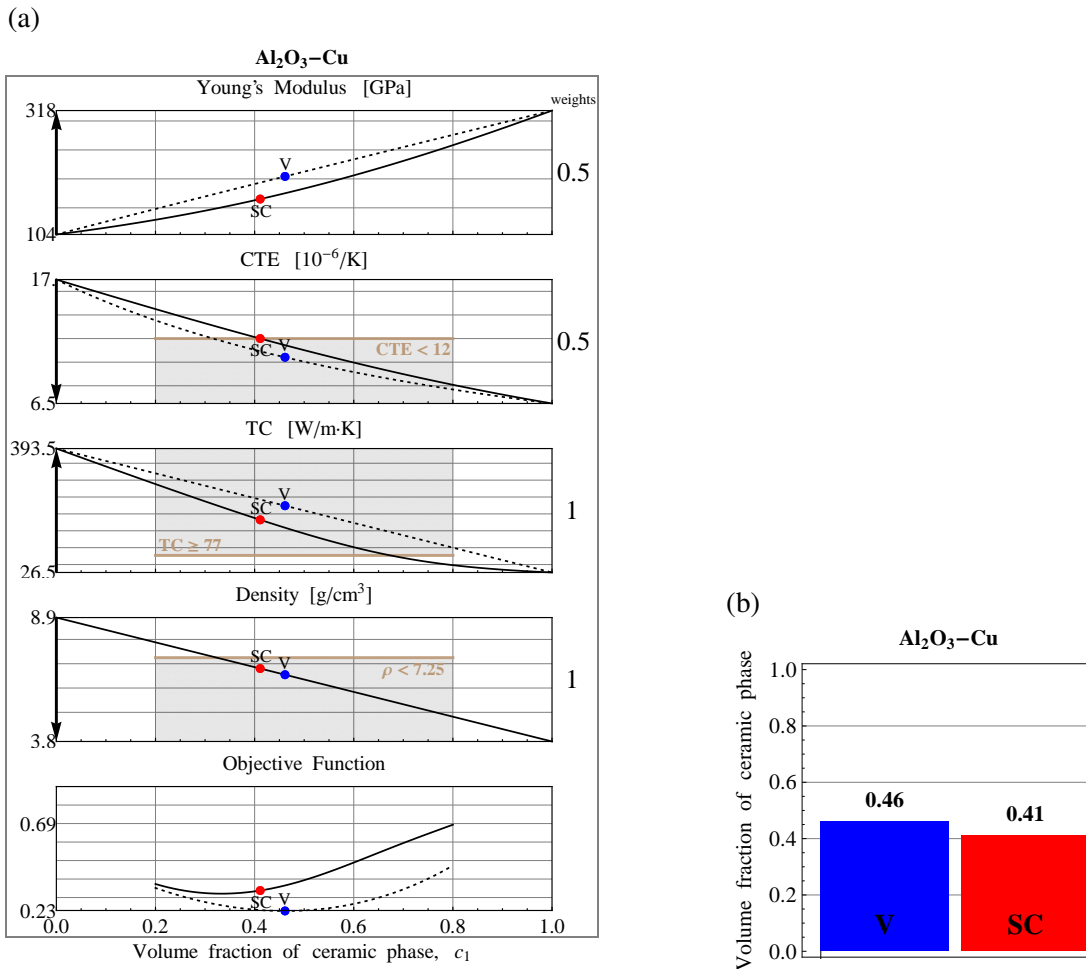 (a)
Al₂O₃−Cu
Young's Modulus [GPa]
weights
318
V
0.5
SC
104
CTE [10⁻⁶/K]
17.
V
SC
CTE < 12
0.5
6.5
TC [W/m·K]
393.5
V
SC
1
TC ≥ 77
26.5
Density [g/cm³]
8.9
SC
V
ρ < 7.25
1
3.8
Objective Function
0.69
SC V
0.23
0.0 0.2 0.4 0.6 0.8 1.0
Volume fraction of ceramic phase, c₁
(b)
Al₂O₃−Cu
Volume fraction of ceramic phase
1.0
0.8
0.6
0.46
0.41
0.4
0.2
V SC
0.0